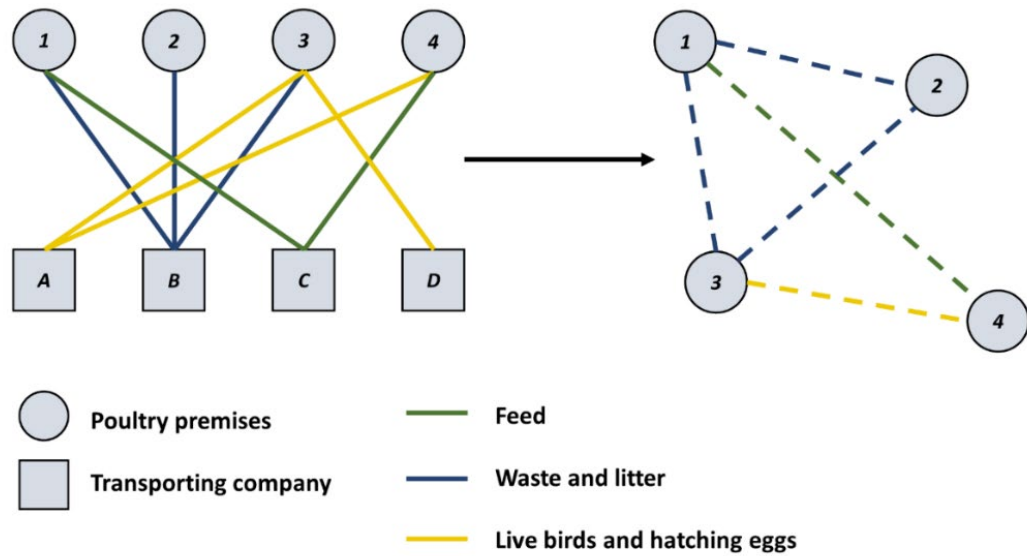 1
2
3
4
A
B
C
D
1
2
3
4
Poultry premises
Transporting company
Feed
Waste and litter
Live birds and hatching eggs